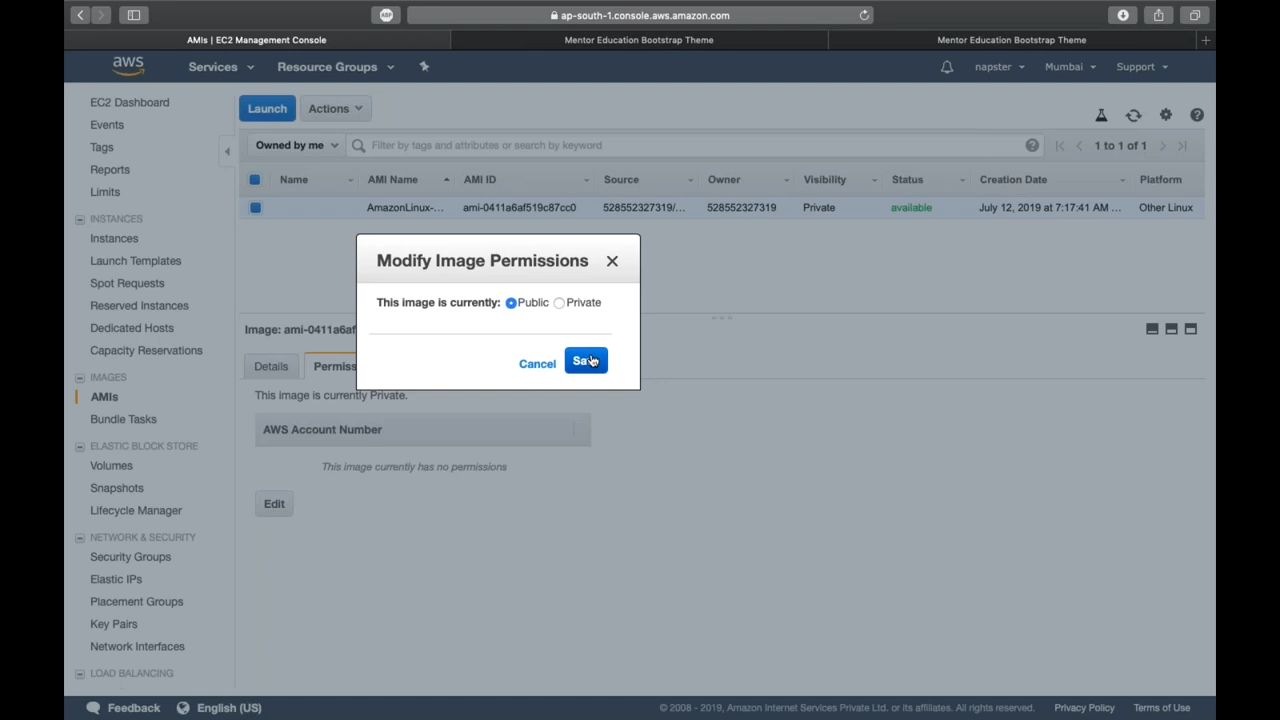 ABP
ap-south-1.console.aws.amazon.com
AMIs | EC2 Management Console
Mentor Education Bootstrap Theme
Mentor Education Bootstrap Theme
aws
Services
Resource Groups
napster
Mumbai
Support
EC2 Dashboard
Events
Tags
Reports
Limits
INSTANCES
Instances
Launch Templates
Spot Requests
Reserved Instances
Dedicated Hosts
Capacity Reservations
IMAGES
AMIs
Bundle Tasks
ELASTIC BLOCK STORE
Volumes
Snapshots
Lifecycle Manager
NETWORK & SECURITY
Security Groups
Elastic IPs
Placement Groups
Key Pairs
Network Interfaces
LOAD BALANCING
Launch
Actions
Owned by me
Filter by tags and attributes or search by keyword
1 to 1 of 1
Name AMI Name AMI ID Source Owner Visibility Status Creation Date Platform
AmazonLinux-... ami-0411a6af519c87cc0 528552327319/... 528552327319 Private available July 12, 2019 at 7:17:41 AM ... Other Linux
Modify Image Permissions
This image is currently: Public Private
Cancel
Image: ami-0411a6af
Details
Permiss
This image is currently Private.
AWS Account Number
This image currently has no permissions
Edit
Feedback
English (US)
© 2008 - 2019, Amazon Internet Services Private Ltd. or its affiliates. All rights reserved.
Privacy Policy
Terms of Use